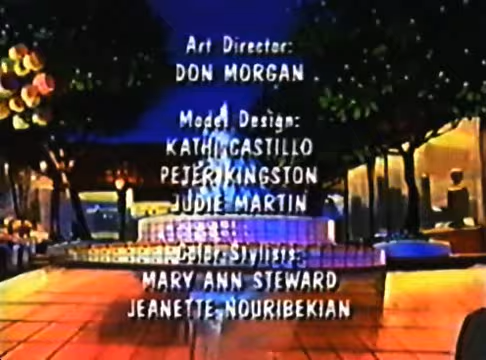 Art Director:
DON MORGAN
Model Design:
KATHI CASTILLO
PETER KINGSTON
JUDIE MARTIN
Color Stylists:
MARY ANN STEWARD
JEANETTE NOURIBEKIAN